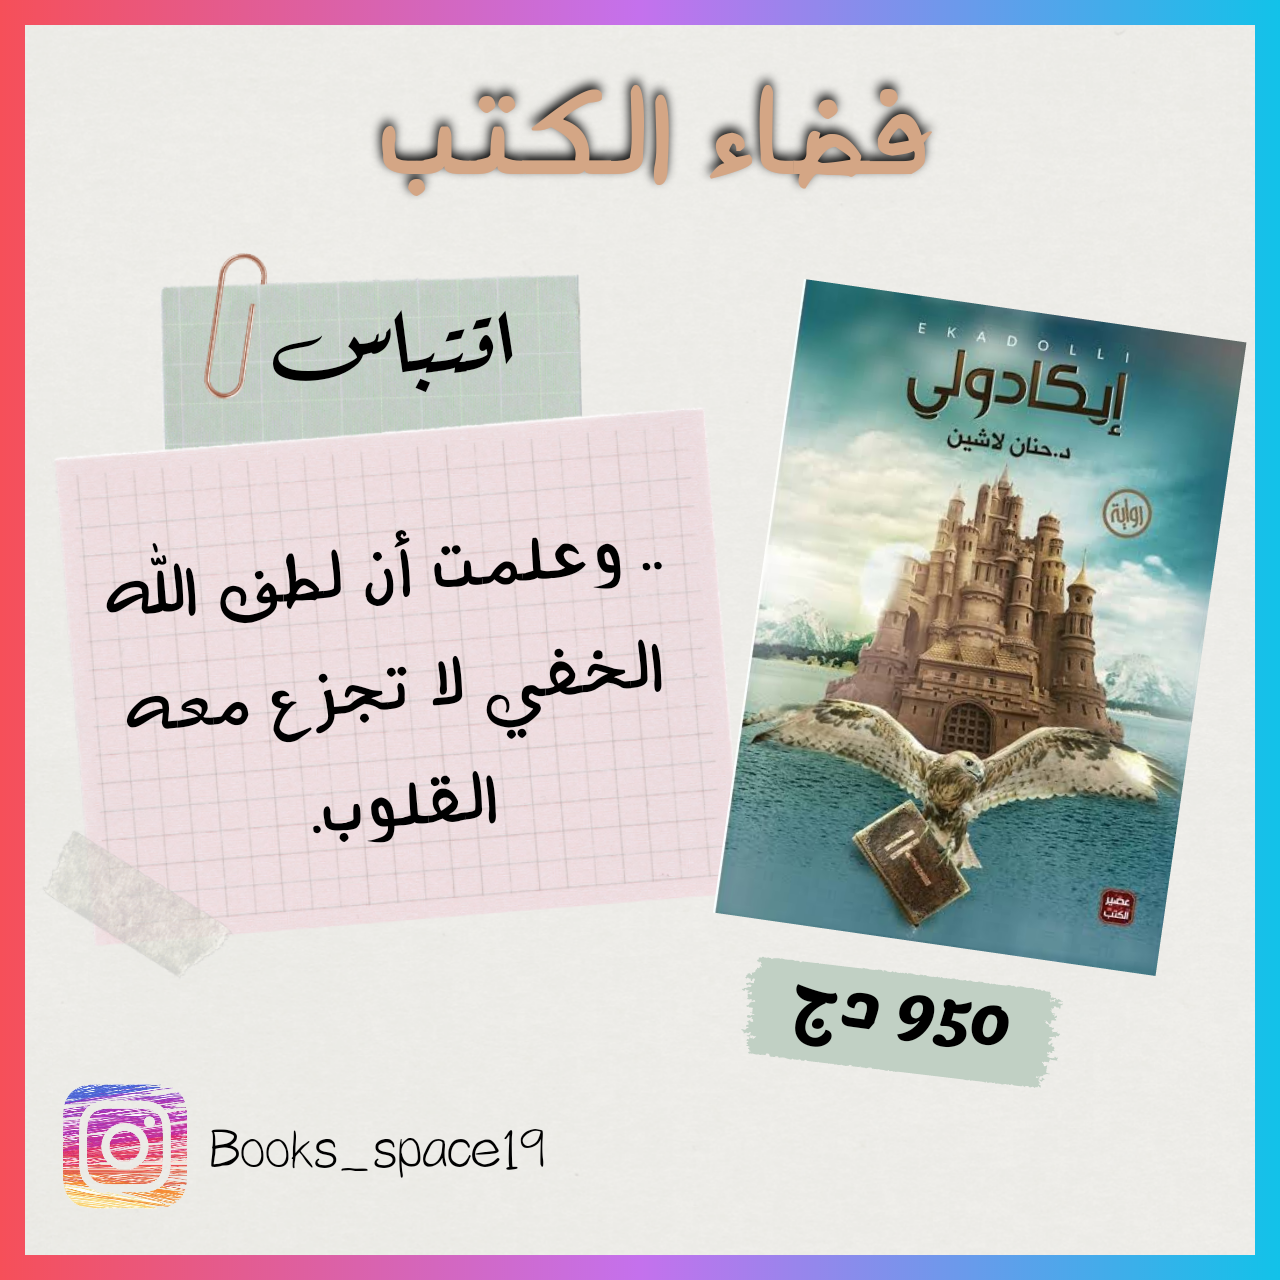 فضاء الكتب
اقتباس
.. وعلمت أن لطف الله
الخفي لا تجزع معه
القلوب.
EKADOLLI
إيكادولي
د.حنان لاشين
رواية
عصير
الكتب
950 دج
Books_space19